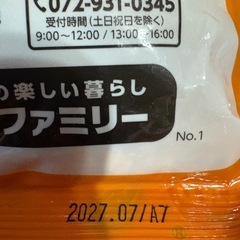 072-931-0345
受付時間(土日祝日を除く)
9:00～12:00 / 13:00～16:00
の楽しい暮らし
ファミリー
No.1
2027.07/A7